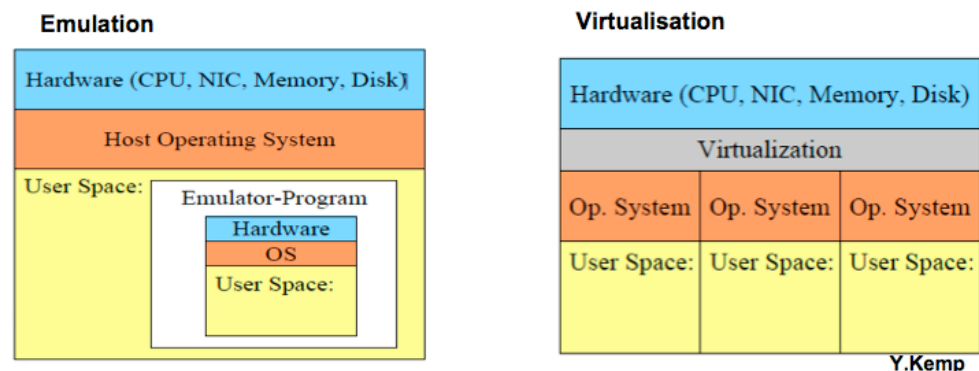 Emulation
Hardware (CPU, NIC, Memory, Disk)
Host Operating System
User Space:
Emulator-Program
Hardware
OS
User Space:
Virtualisation
Hardware (CPU, NIC, Memory, Disk)
Virtualization
Op. System Op. System Op. System
User Space: User Space: User Space:
Y.Kemp